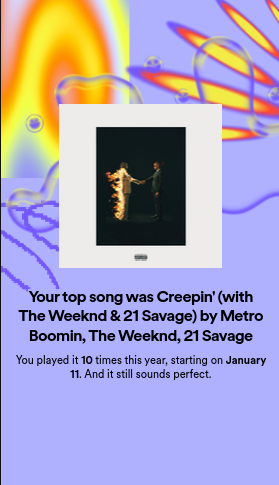 Your top song was Creepin' (with
The Weeknd & 21 Savage) by Metro
Boomin, The Weeknd, 21 Savage
You played it 10 times this year, starting on January
11. And it still sounds perfect.